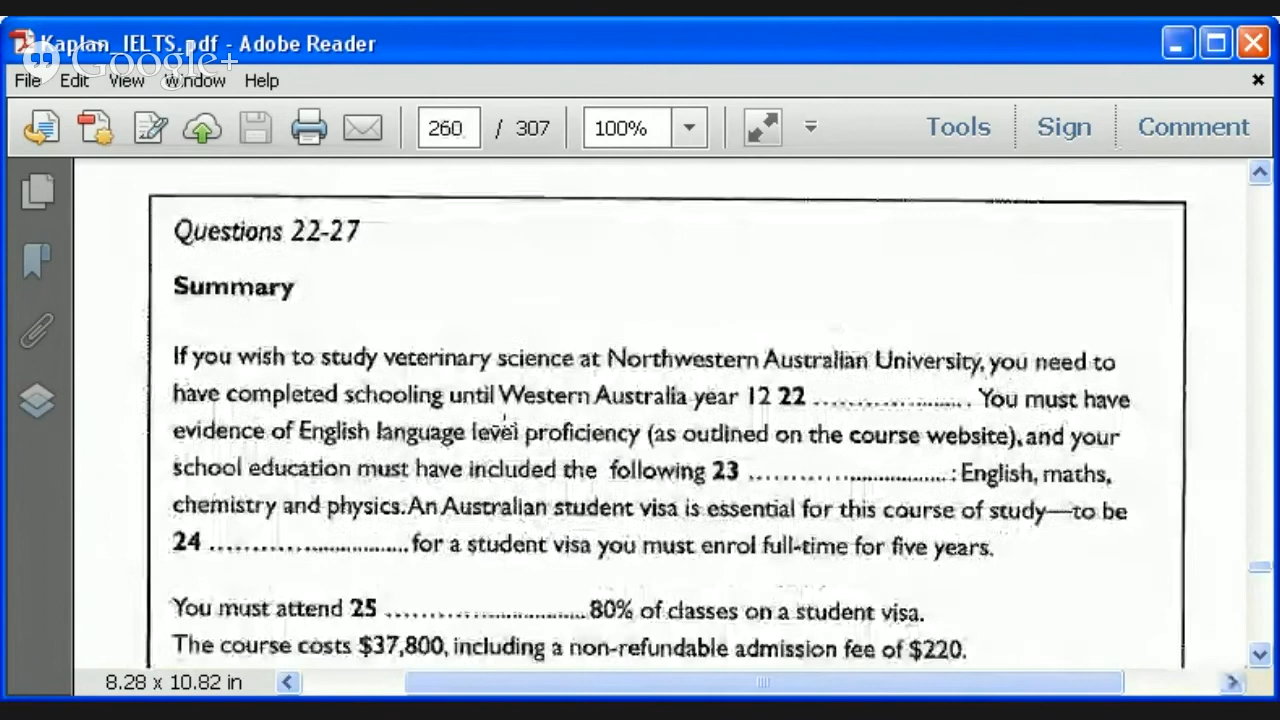 Kaplan_IELTS.pdf - Adobe Reader
Google+
File Edit View Window Help
260 / 307 100% Tools Sign Comment
Questions 22-27
Summary
If you wish to study veterinary science at Northwestern Australian University, you need to
have completed schooling until Western Australia year 12 22 ........................ You must have
evidence of English language level proficiency (as outlined on the course website), and your
school education must have included the following 23 ............................. : English, maths,
chemistry and physics. An Australian student visa is essential for this course of study—to be
24 ............................. for a student visa you must enrol full-time for five years.
You must attend 25 ............................. 80% of classes on a student visa.
The course costs $37,800, including a non-refundable admission fee of $220.
8.28 x 10.82 in